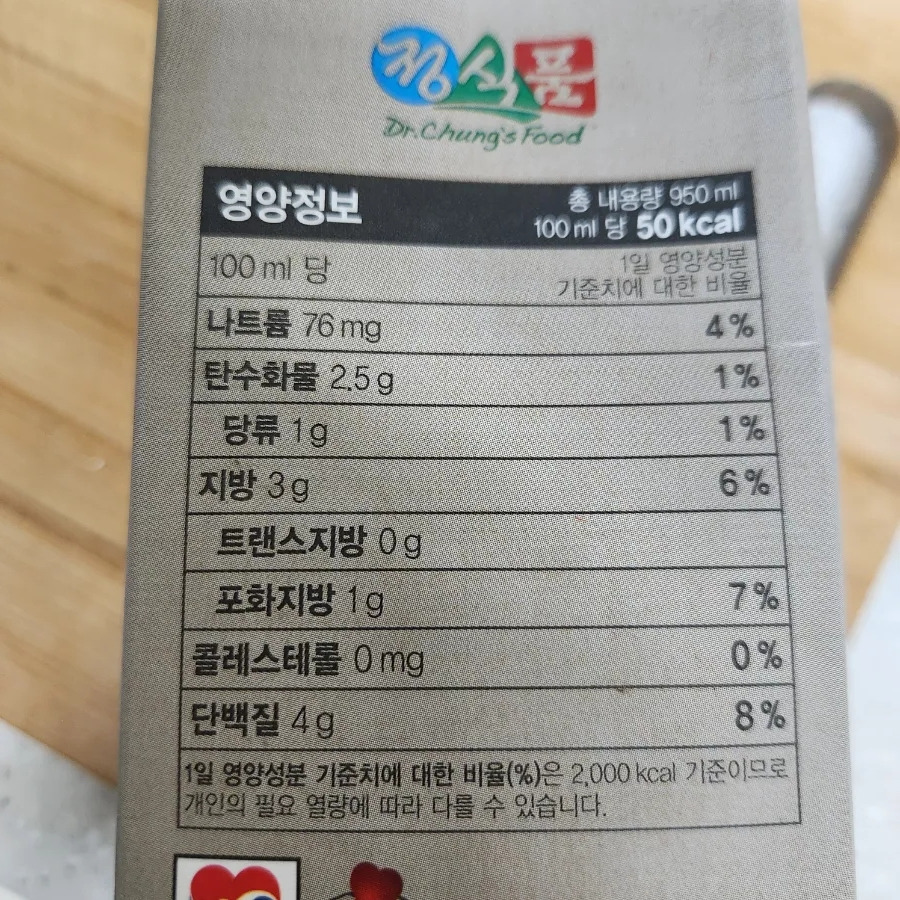 정식품
Dr.Chung's Food
영양정보
총 내용량 950 ml
100 ml 당 50 kcal
100 ml 당
1일 영양성분
기준치에 대한 비율
나트륨 76 mg 4 %
탄수화물 2.5 g 1 %
당류 1 g 1 %
지방 3 g 6 %
트랜스지방 0 g
포화지방 1 g 7 %
콜레스테롤 0 mg 0 %
단백질 4 g 8 %
1일 영양성분 기준치에 대한 비율(%)은 2,000 kcal 기준이므로
개인의 필요 열량에 따라 다를 수 있습니다.